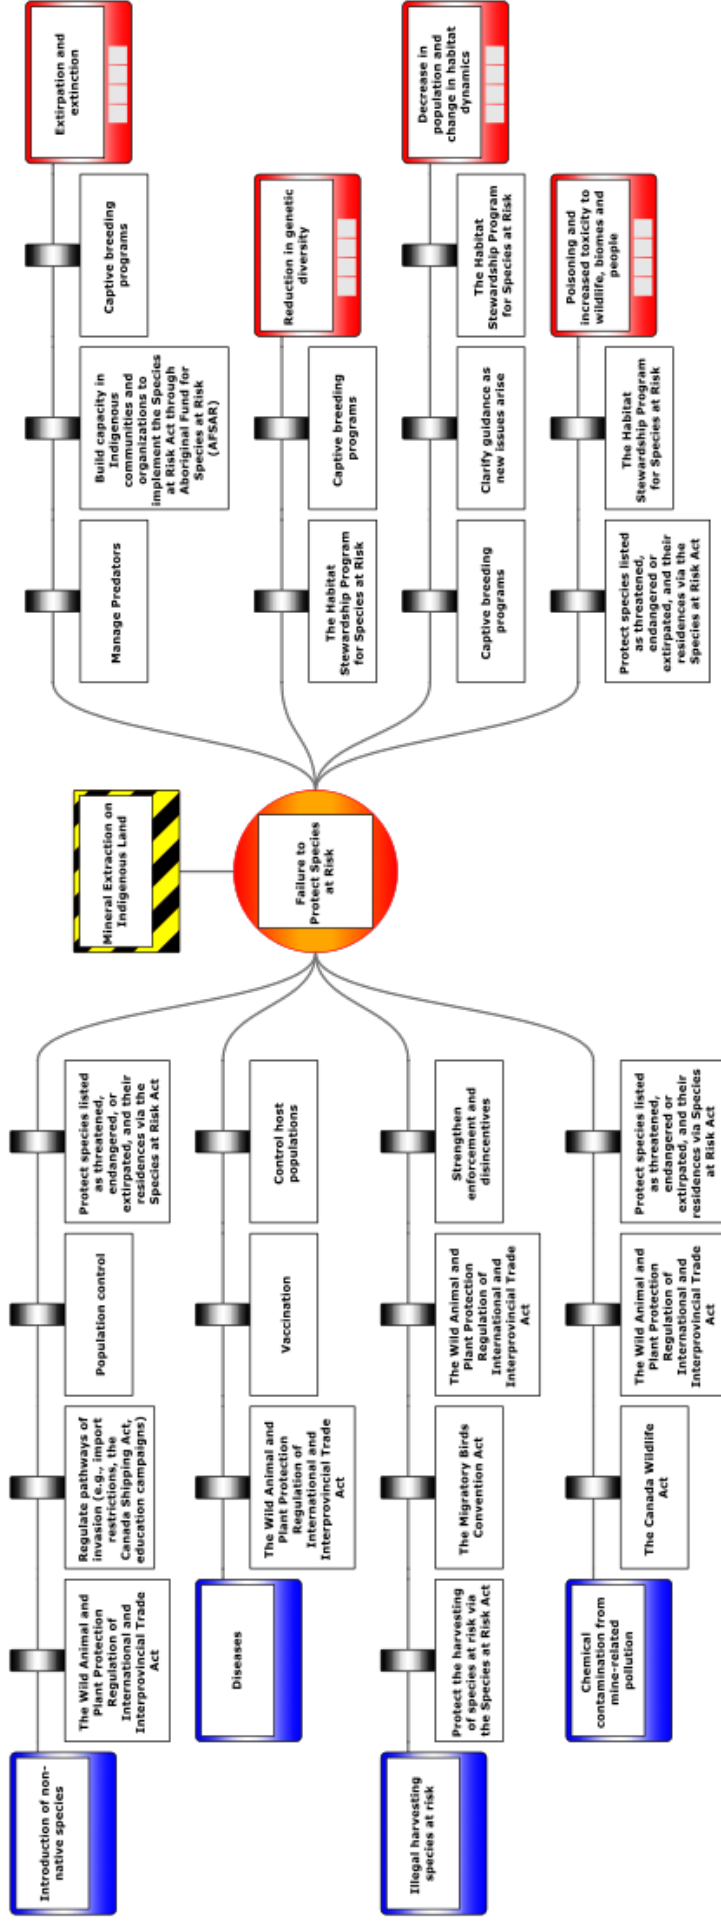 Mineral Extraction on
Indigenous Land
Failure to
Protect Species
at Risk
Introduction of non-
native species
The Wild Animal and
Plant Protection
Regulation of
International and
Interprovincial Trade
Act
Regulate pathways of
invasion (e.g., import
restrictions, the
Canada Shipping Act,
education campaigns)
Population control
Protect species listed
as threatened,
endangered, or
extirpated, and their
residences via the
Species at Risk Act
Diseases
The Wild Animal and
Plant Protection
Regulation of
International and
Interprovincial Trade
Act
Vaccination
Control host
populations
Illegal harvesting
species at risk
Protect the harvesting
of species at risk via
the Species at Risk Act
The Migratory Birds
Convention Act
The Wild Animal and
Plant Protection
Regulation of
International and
Interprovincial Trade
Act
Strengthen
enforcement and
disincentives
Chemical
contamination from
mine-related
pollution
The Canada Wildlife
Act
The Wild Animal and
Plant Protection
Regulation of
International and
Interprovincial Trade
Act
Protect species listed
as threatened,
endangered or
extirpated, and their
residences via Species
at Risk Act
Manage Predators
Build capacity in
Indigenous
communities and
organizations to
implement the Species
at Risk Act through
Aboriginal Fund for
Species at Risk
(AFSAR)
Captive breeding
programs
Extirpation and
extinction
The Habitat
Stewardship Program
for Species at Risk
Captive breeding
programs
Reduction in genetic
diversity
Captive breeding
programs
Clarify guidance as
new issues arise
The Habitat
Stewardship Program
for Species at Risk
Decrease in
population and
change in habitat
dynamics
Protect species listed
as threatened,
endangered or
extirpated, and their
residences via the
Species at Risk Act
The Habitat
Stewardship Program
for Species at Risk
Poisoning and
increased toxicity to
wildlife, biomes and
people